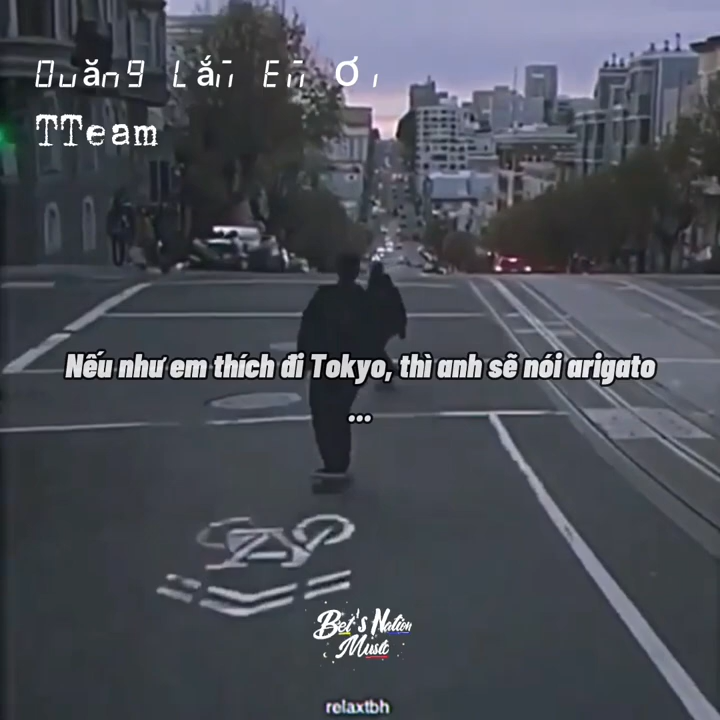 Quăng Lắm Em Ơi
TTeam
Nếu như em thích đi Tokyo, thì anh sẽ nói arigato
...
Bet's Nation
Music
relaxtbh